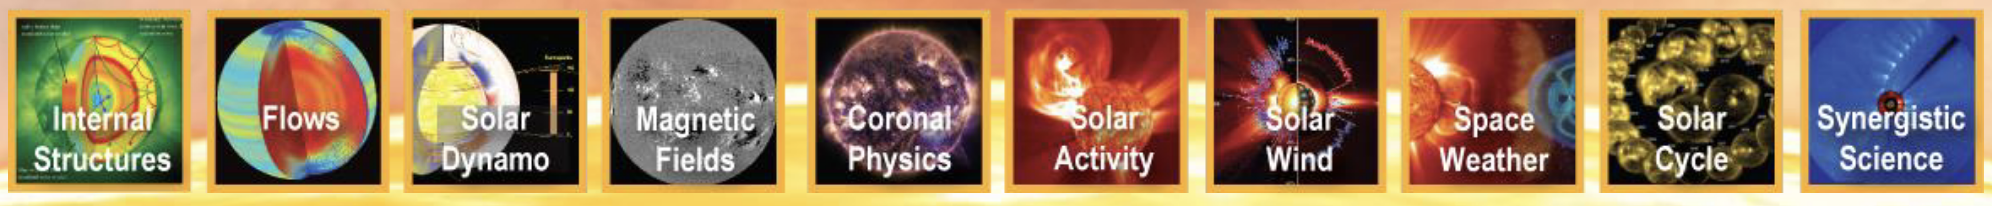 Internal
Structures
Flows
Solar
Dynamo
Magnetic
Fields
Coronal
Physics
Solar
Activity
Solar
Wind
Space
Weather
Solar
Cycle
Synergistic
Science